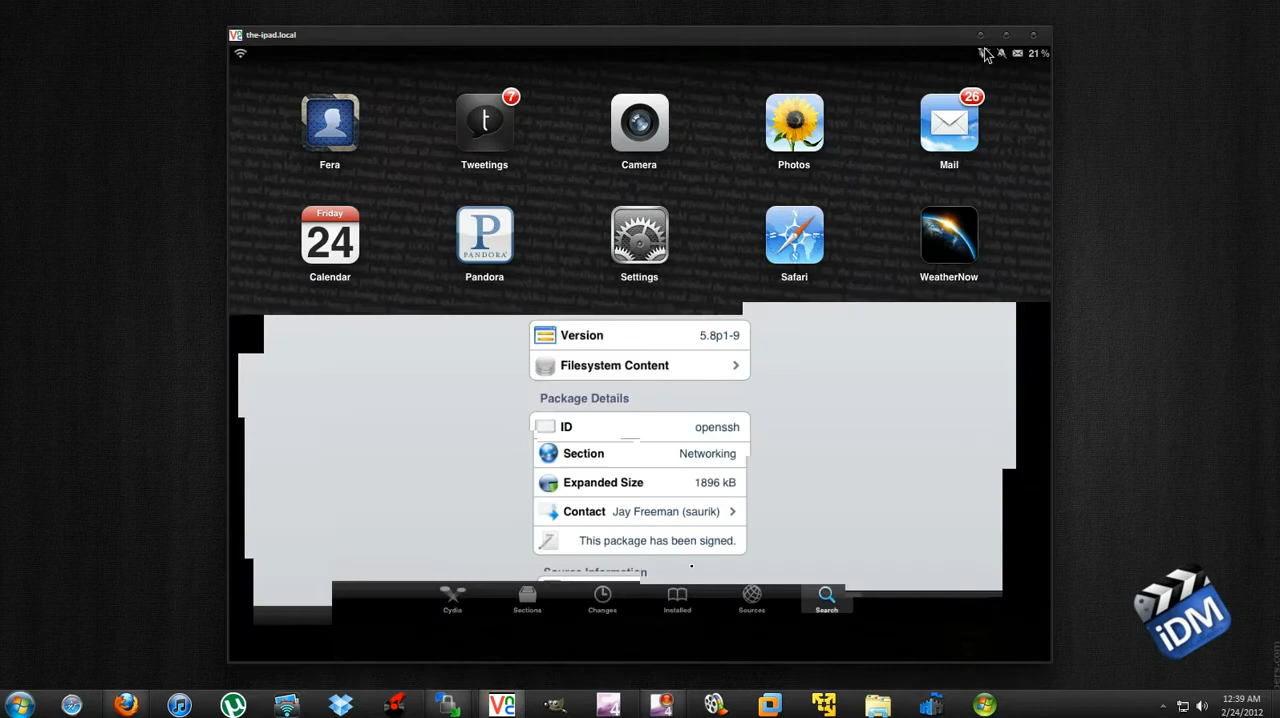 the-ipad.local
21 %
7
26
Fera
Tweetings
Camera
Photos
Mail
Friday
24
P
PANDORA
Calendar
Pandora
Settings
Safari
WeatherNow
Version 5.8p1-9
Filesystem Content
Package Details
ID openssh
Section Networking
Expanded Size 1896 kB
Contact Jay Freeman (saurik)
This package has been signed.
Source Information
Cydia
Sections
Changes
Installed
Sources
Search
iDM
12:39 AM
2/24/2012